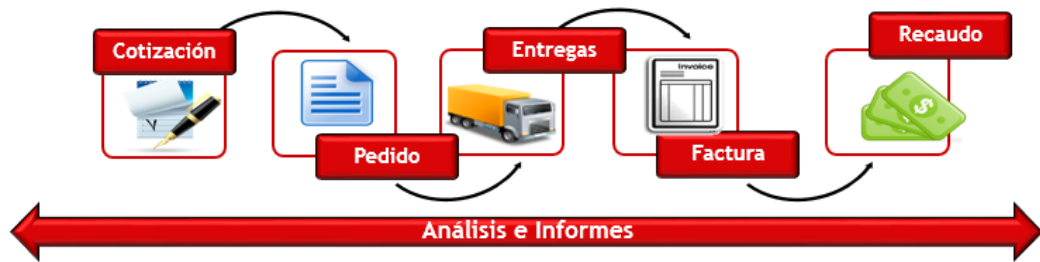 Cotización
Pedido
Entregas
Invoice
Factura
Recaudo
$
Análisis e Informes